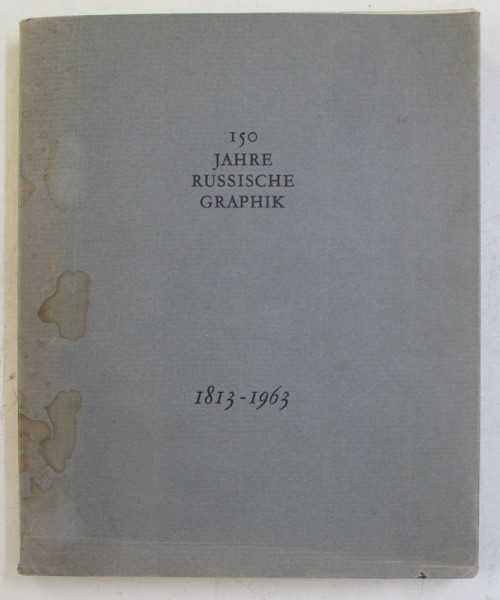 150
JAHRE
RUSSISCHE
GRAPHIK
1813-1963